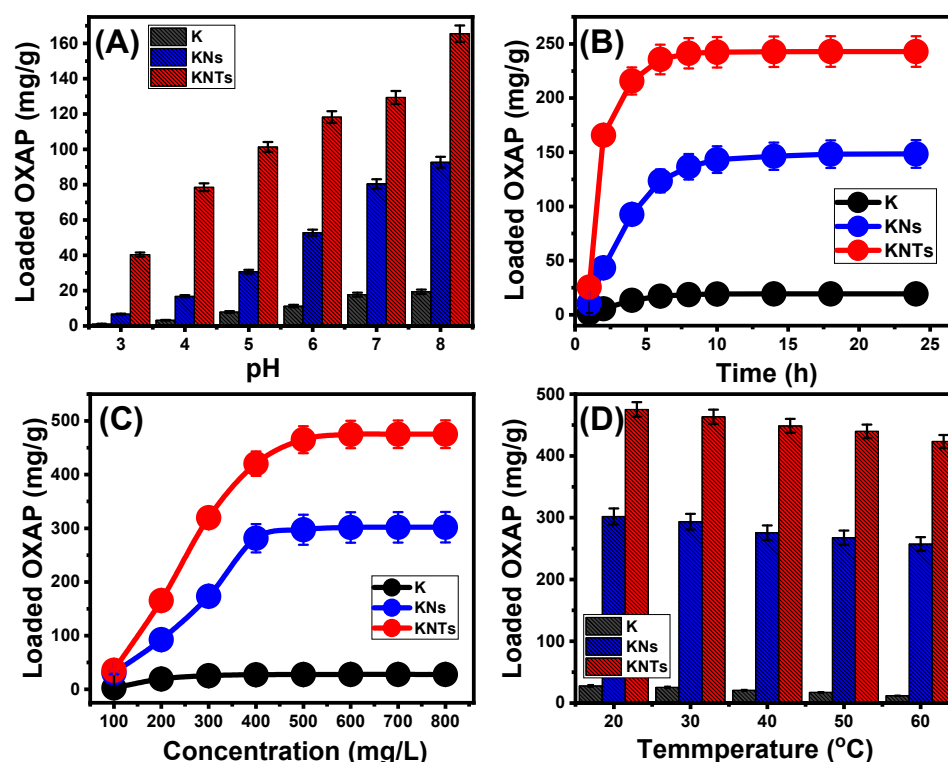 (A)
K
KNs
KNTs
Loaded OXAP (mg/g)
160
140
120
100
80
60
40
20
0
3 4 5 6 7 8
pH
(B)
K
KNs
KNTs
Loaded OXAP (mg/g)
250
200
150
100
50
0
0 5 10 15 20 25
Time (h)
(C)
K
KNs
KNTs
Loaded OXAP (mg/g)
500
400
300
200
100
0
100 200 300 400 500 600 700 800
Concentration (mg/L)
(D)
K
KNs
KNTs
Loaded OXAP (mg/g)
500
400
300
200
100
0
20 30 40 50 60
Temmperature (°C)